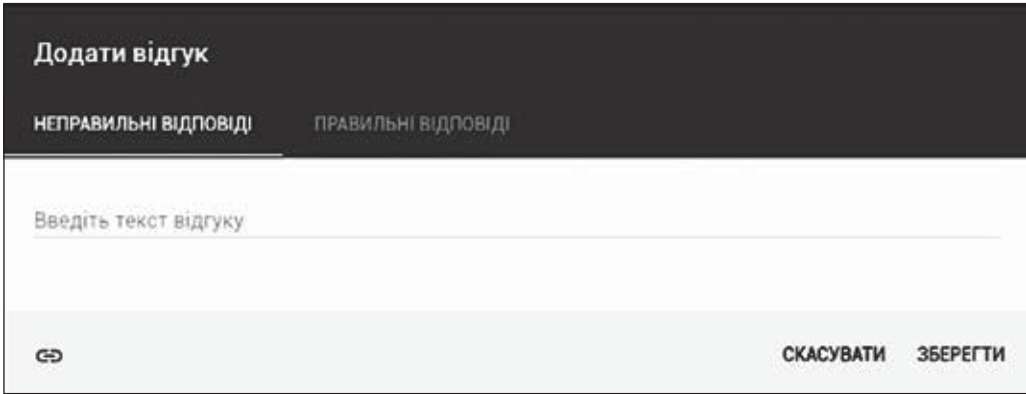 Додати відгук
НЕПРАВИЛЬНІ ВІДПОВІДІ ПРАВИЛЬНІ ВІДПОВІДІ
Введіть текст відгуку
СКАСУВАТИ ЗБЕРЕГТИ